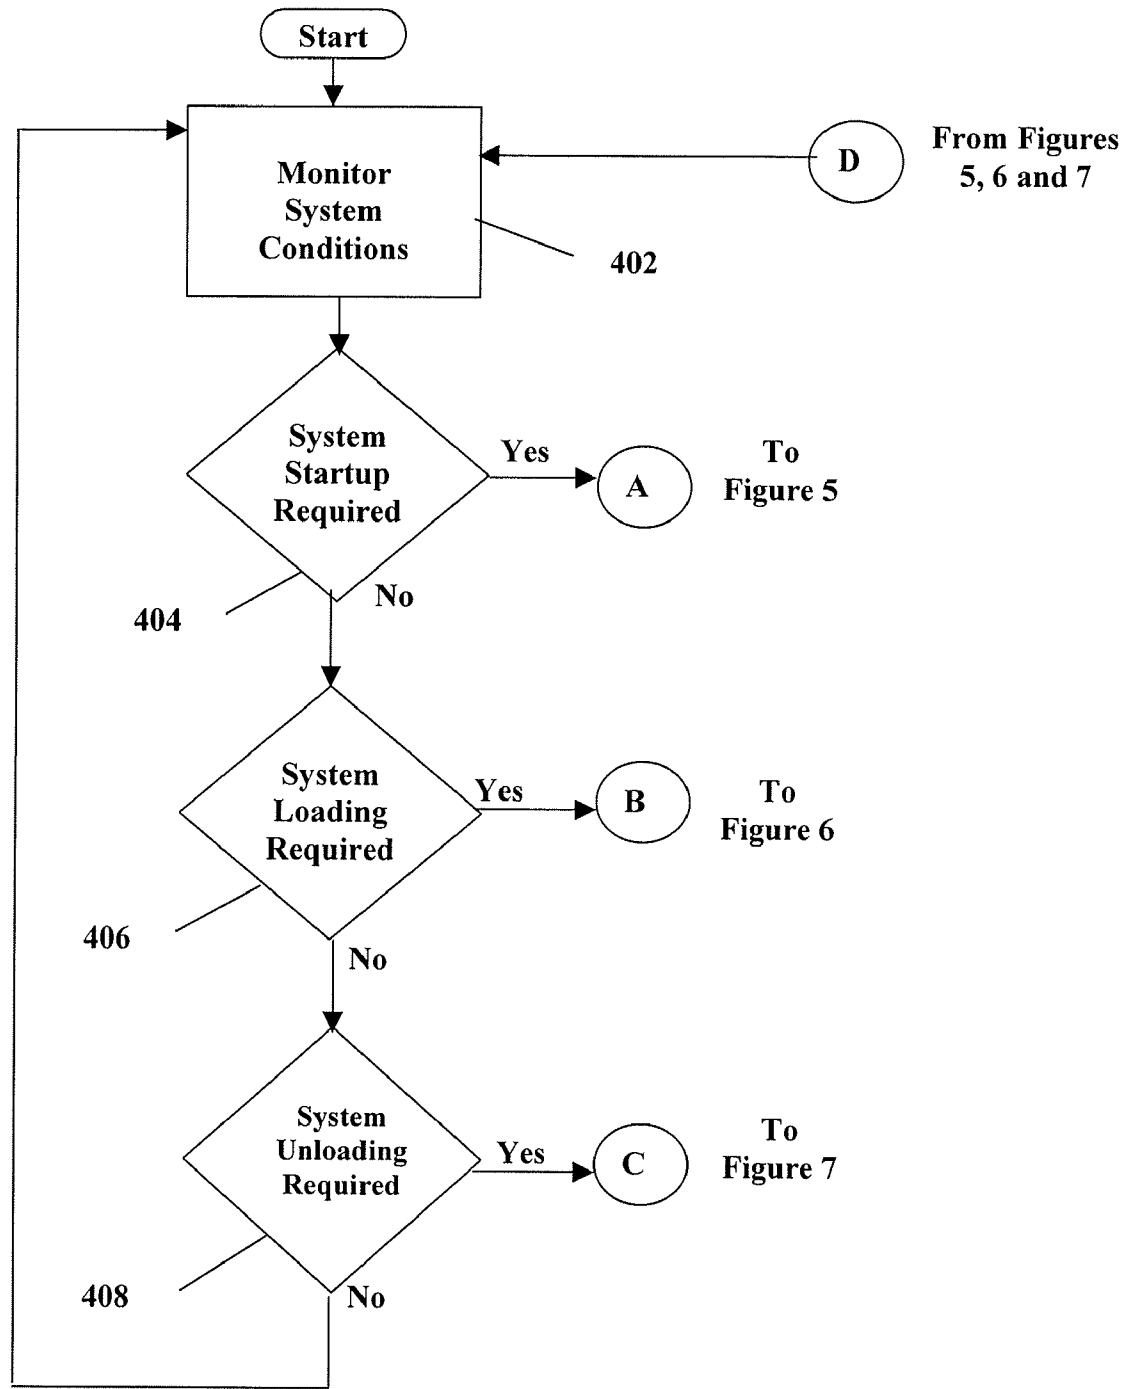 Start
Monitor
System
Conditions
D
From Figures
5, 6 and 7
402
System
Startup
Required
Yes
A
To
Figure 5
404
No
System
Loading
Required
Yes
B
To
Figure 6
406
No
System
Unloading
Required
Yes
C
To
Figure 7
408
No